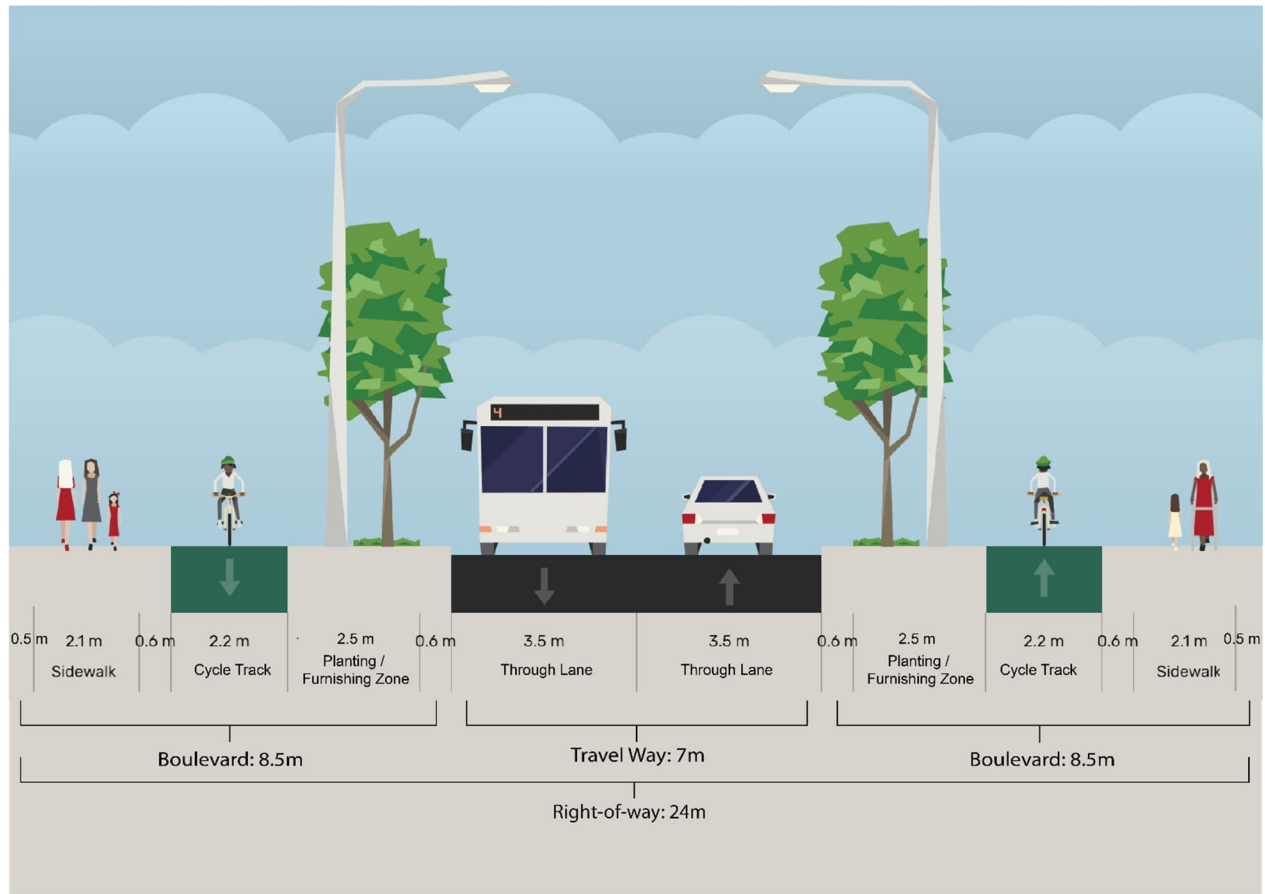 4
0.5 m 2.1 m 0.6 m 2.2 m 2.5 m 0.6 m 3.5 m 3.5 m 0.6 m 2.5 m 2.2 m 0.6 m 2.1 m 0.5 m
Sidewalk Cycle Track Planting / Through Lane Through Lane Planting / Cycle Track Sidewalk
Furnishing Zone Furnishing Zone
Boulevard: 8.5m Travel Way: 7m Boulevard: 8.5m
Right-of-way: 24m